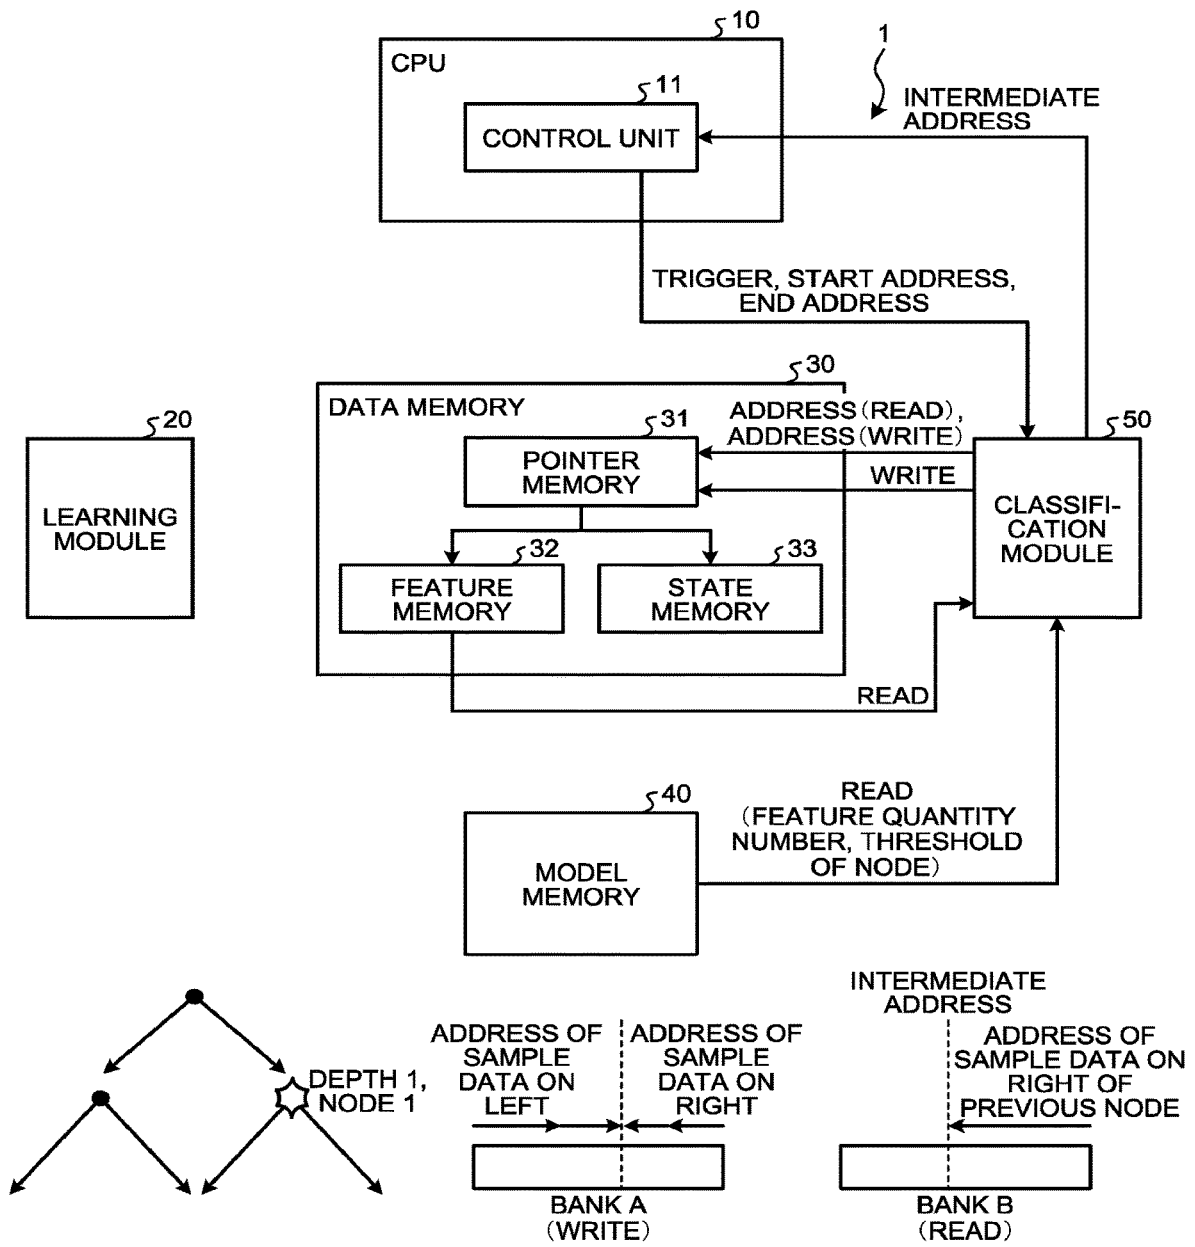 10
1
CPU
11
INTERMEDIATE
ADDRESS
CONTROL UNIT
TRIGGER, START ADDRESS,
END ADDRESS
30
DATA MEMORY
ADDRESS (READ),
ADDRESS (WRITE)
20
31
50
POINTER
MEMORY
WRITE
LEARNING
MODULE
CLASSIFI-
CATION
MODULE
32
33
FEATURE
MEMORY
STATE
MEMORY
READ
40
READ
(FEATURE QUANTITY
NUMBER, THRESHOLD
OF NODE)
MODEL
MEMORY
DEPTH 1,
NODE 1
ADDRESS OF
SAMPLE
DATA ON
LEFT
ADDRESS OF
SAMPLE
DATA ON
RIGHT
BANK A
(WRITE)
INTERMEDIATE
ADDRESS
ADDRESS OF
SAMPLE DATA ON
RIGHT OF
PREVIOUS NODE
BANK B
(READ)